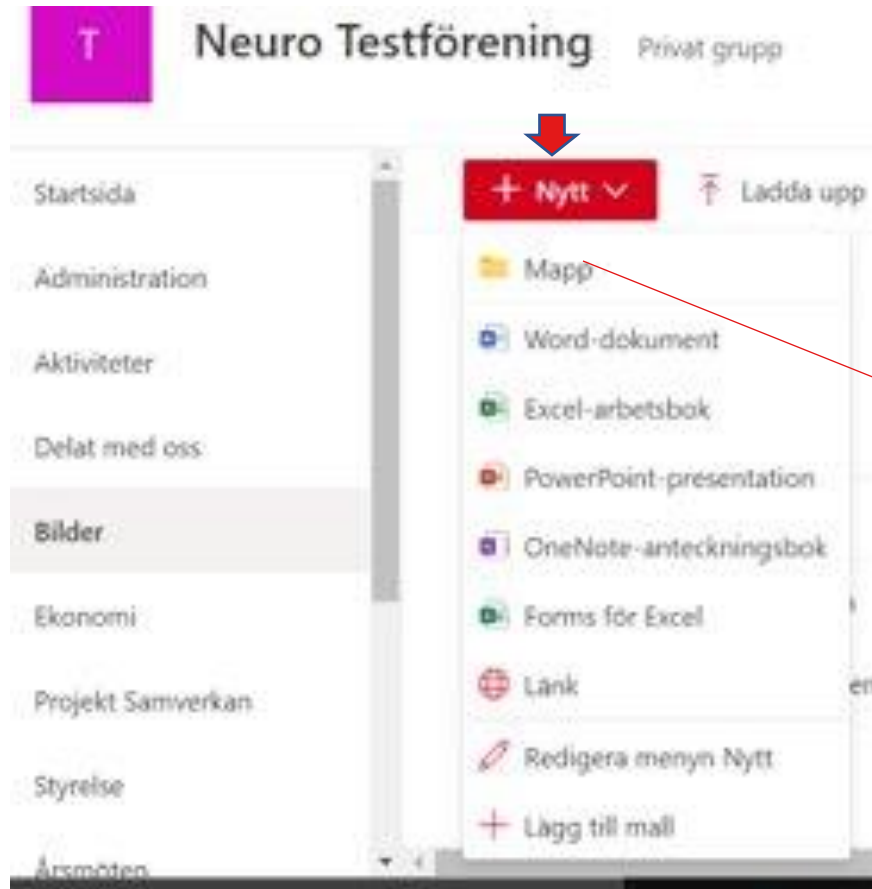 T
Neuro Testförening Privat grupp
Startsida
Administration
Aktiviteter
Delat med oss
Bilder
Ekonomi
Projekt Samverkan
Styrelse
Årsmöten
+ Nytt
Ladda upp
Mapp
Word-dokument
Excel-arbetsbok
PowerPoint-presentation
OneNote-anteckningsbok
Forms för Excel
Länk
Redigera menyn Nytt
Lägg till mall